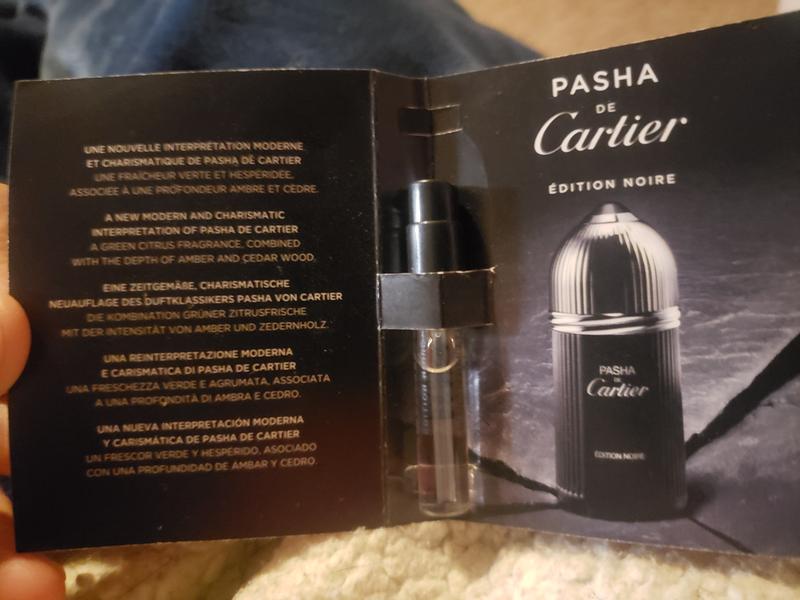 UNE NOUVELLE INTERPRÉTATION MODERNE
ET CHARISMATIQUE DE PASHA DE CARTIER
UNE FRAÎCHEUR VERTE ET HESPÉRIDÉE,
ASSOCIÉE À UNE PROFONDEUR AMBRE ET CÈDRE.
A NEW MODERN AND CHARISMATIC
INTERPRETATION OF PASHA DE CARTIER
A GREEN CITRUS FRAGRANCE, COMBINED
WITH THE DEPTH OF AMBER AND CEDAR WOOD.
EINE ZEITGEMÄßE, CHARISMATISCHE
NEUAUFLAGE DES DUFTKLASSIKERS PASHA VON CARTIER
DIE KOMBINATION GRÜNER ZITRUSFRISCHE
MIT DER INTENSITÄT VON AMBER UND ZEDERNHOLZ.
UNA REINTERPRETAZIONE MODERNA
E CARISMATICA DI PASHA DE CARTIER
UNA FRESCHEZZA VERDE E AGRUMATA, ASSOCIATA
A UNA PROFONDITÀ DI AMBRA E CEDRO.
UNA NUEVA INTERPRETACIÓN MODERNA
Y CARISMÁTICA DE PASHA DE CARTIER
UN FRESCOR VERDE Y HESPÉRIDO, ASOCIADO
CON UNA PROFUNDIDAD DE ÁMBAR Y CEDRO.
PASHA
DE
Cartier
ÉDITION NOIRE
PASHA
DE
Cartier
ÉDITION NOIRE